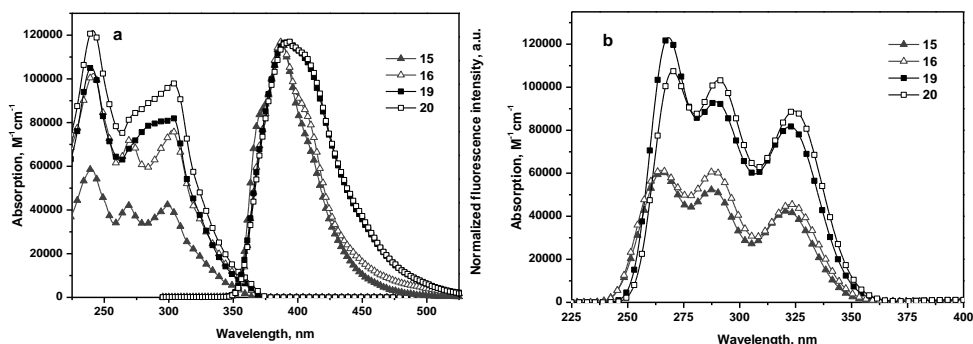 a
15
16
19
20
120000
100000
80000
60000
40000
20000
0
Absorption, M⁻¹cm⁻¹
Normalized fluorescence intensity, a.u.
250 300 350 400 450 500
Wavelength, nm
b
15
16
19
20
120000
100000
80000
60000
40000
20000
0
Absorption, M⁻¹cm⁻¹
225 250 275 300 325 350 375 400
Wavelength, nm